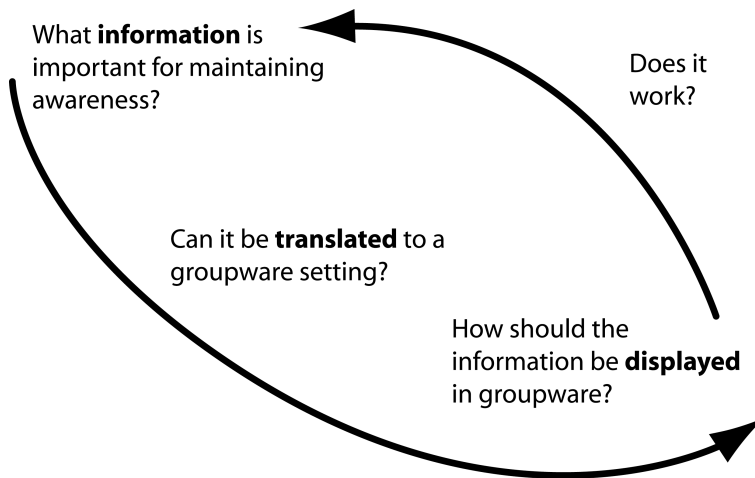 What information is
important for maintaining
awareness?
Does it
work?
Can it be translated to a
groupware setting?
How should the
information be displayed
in groupware?